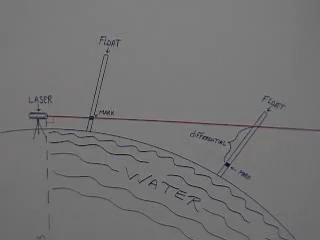 FLOAT
LASER
FLOAT
MARK
DIFFERENTIAL
MARK
WATER